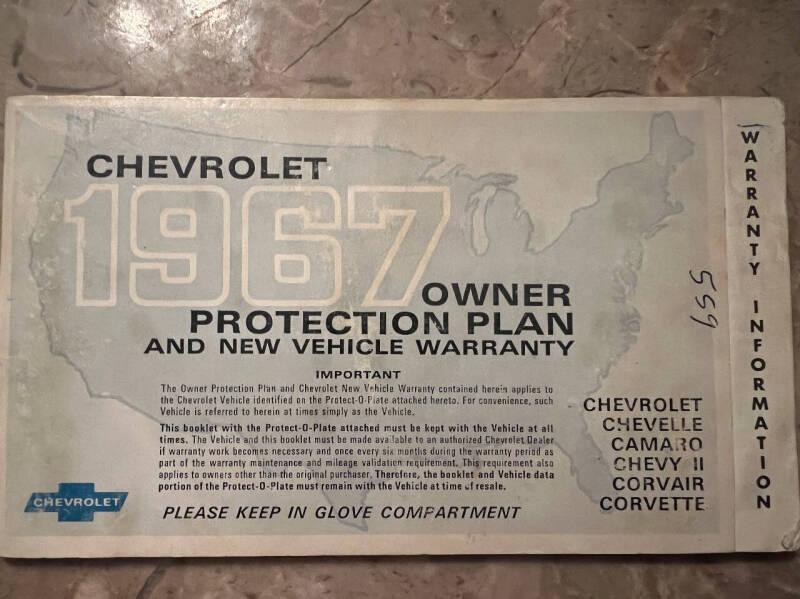 CHEVROLET
1967
OWNER
PROTECTION PLAN
AND NEW VEHICLE WARRANTY
IMPORTANT
The Owner Protection Plan and Chevrolet New Vehicle Warranty contained herein applies to
the Chevrolet Vehicle identified on the Protect-O-Plate attached hereto. For convenience, such
Vehicle is referred to herein at times simply as the Vehicle.
This booklet with the Protect-O-Plate attached must be kept with the Vehicle at all
times. The Vehicle and this booklet must be made available to an authorized Chevrolet Dealer
if warranty work becomes necessary and once every six months during the warranty period as
part of the warranty maintenance and mileage validation requirement. This requirement also
applies to owners other than the original purchaser. Therefore, the booklet and Vehicle data
portion of the Protect-O-Plate must remain with the Vehicle at time of resale.
PLEASE KEEP IN GLOVE COMPARTMENT
CHEVROLET
559
CHEVROLET
CHEVELLE
CAMARO
CHEVY II
CORVAIR
CORVETTE
WARRANTY INFORMATION